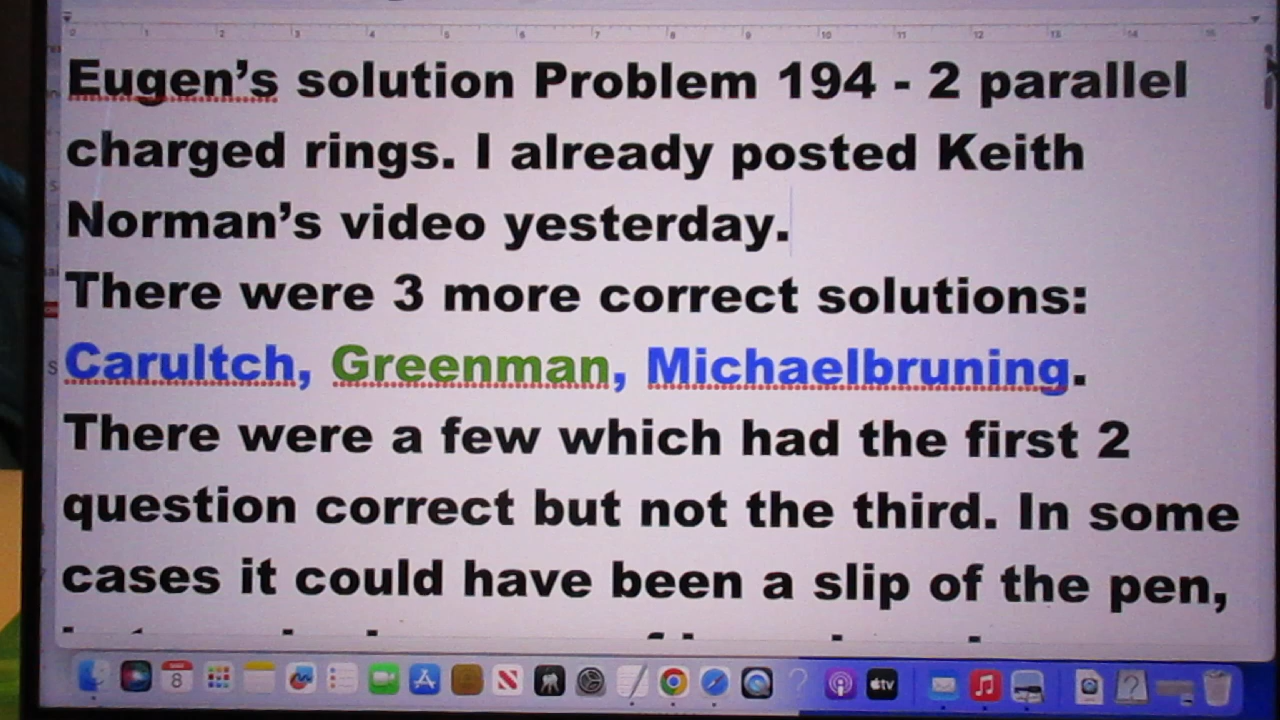 Eugen's solution Problem 194 - 2 parallel
charged rings. I already posted Keith
Norman's video yesterday.
There were 3 more correct solutions:
Carultch, Greenman, Michaelbruning.
There were a few which had the first 2
question correct but not the third. In some
cases it could have been a slip of the pen,
8
tv